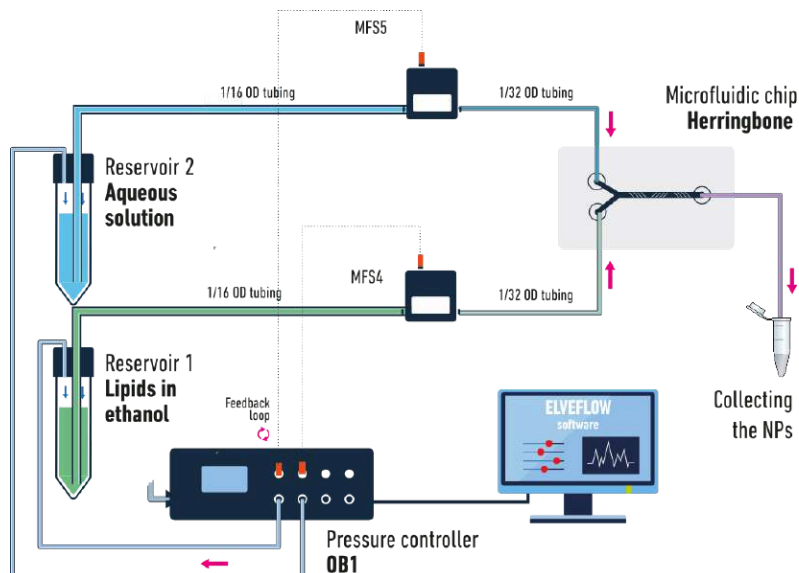 MFS5
1/16 OD tubing
1/32 OD tubing
Microfluidic chip
Herringbone
Reservoir 2
Aqueous
solution
MFS4
1/16 OD tubing
1/32 OD tubing
Reservoir 1
Lipids in
ethanol
Feedback
loop
ELVEFLOW
software
Collecting
the NPs
Pressure controller
OB1